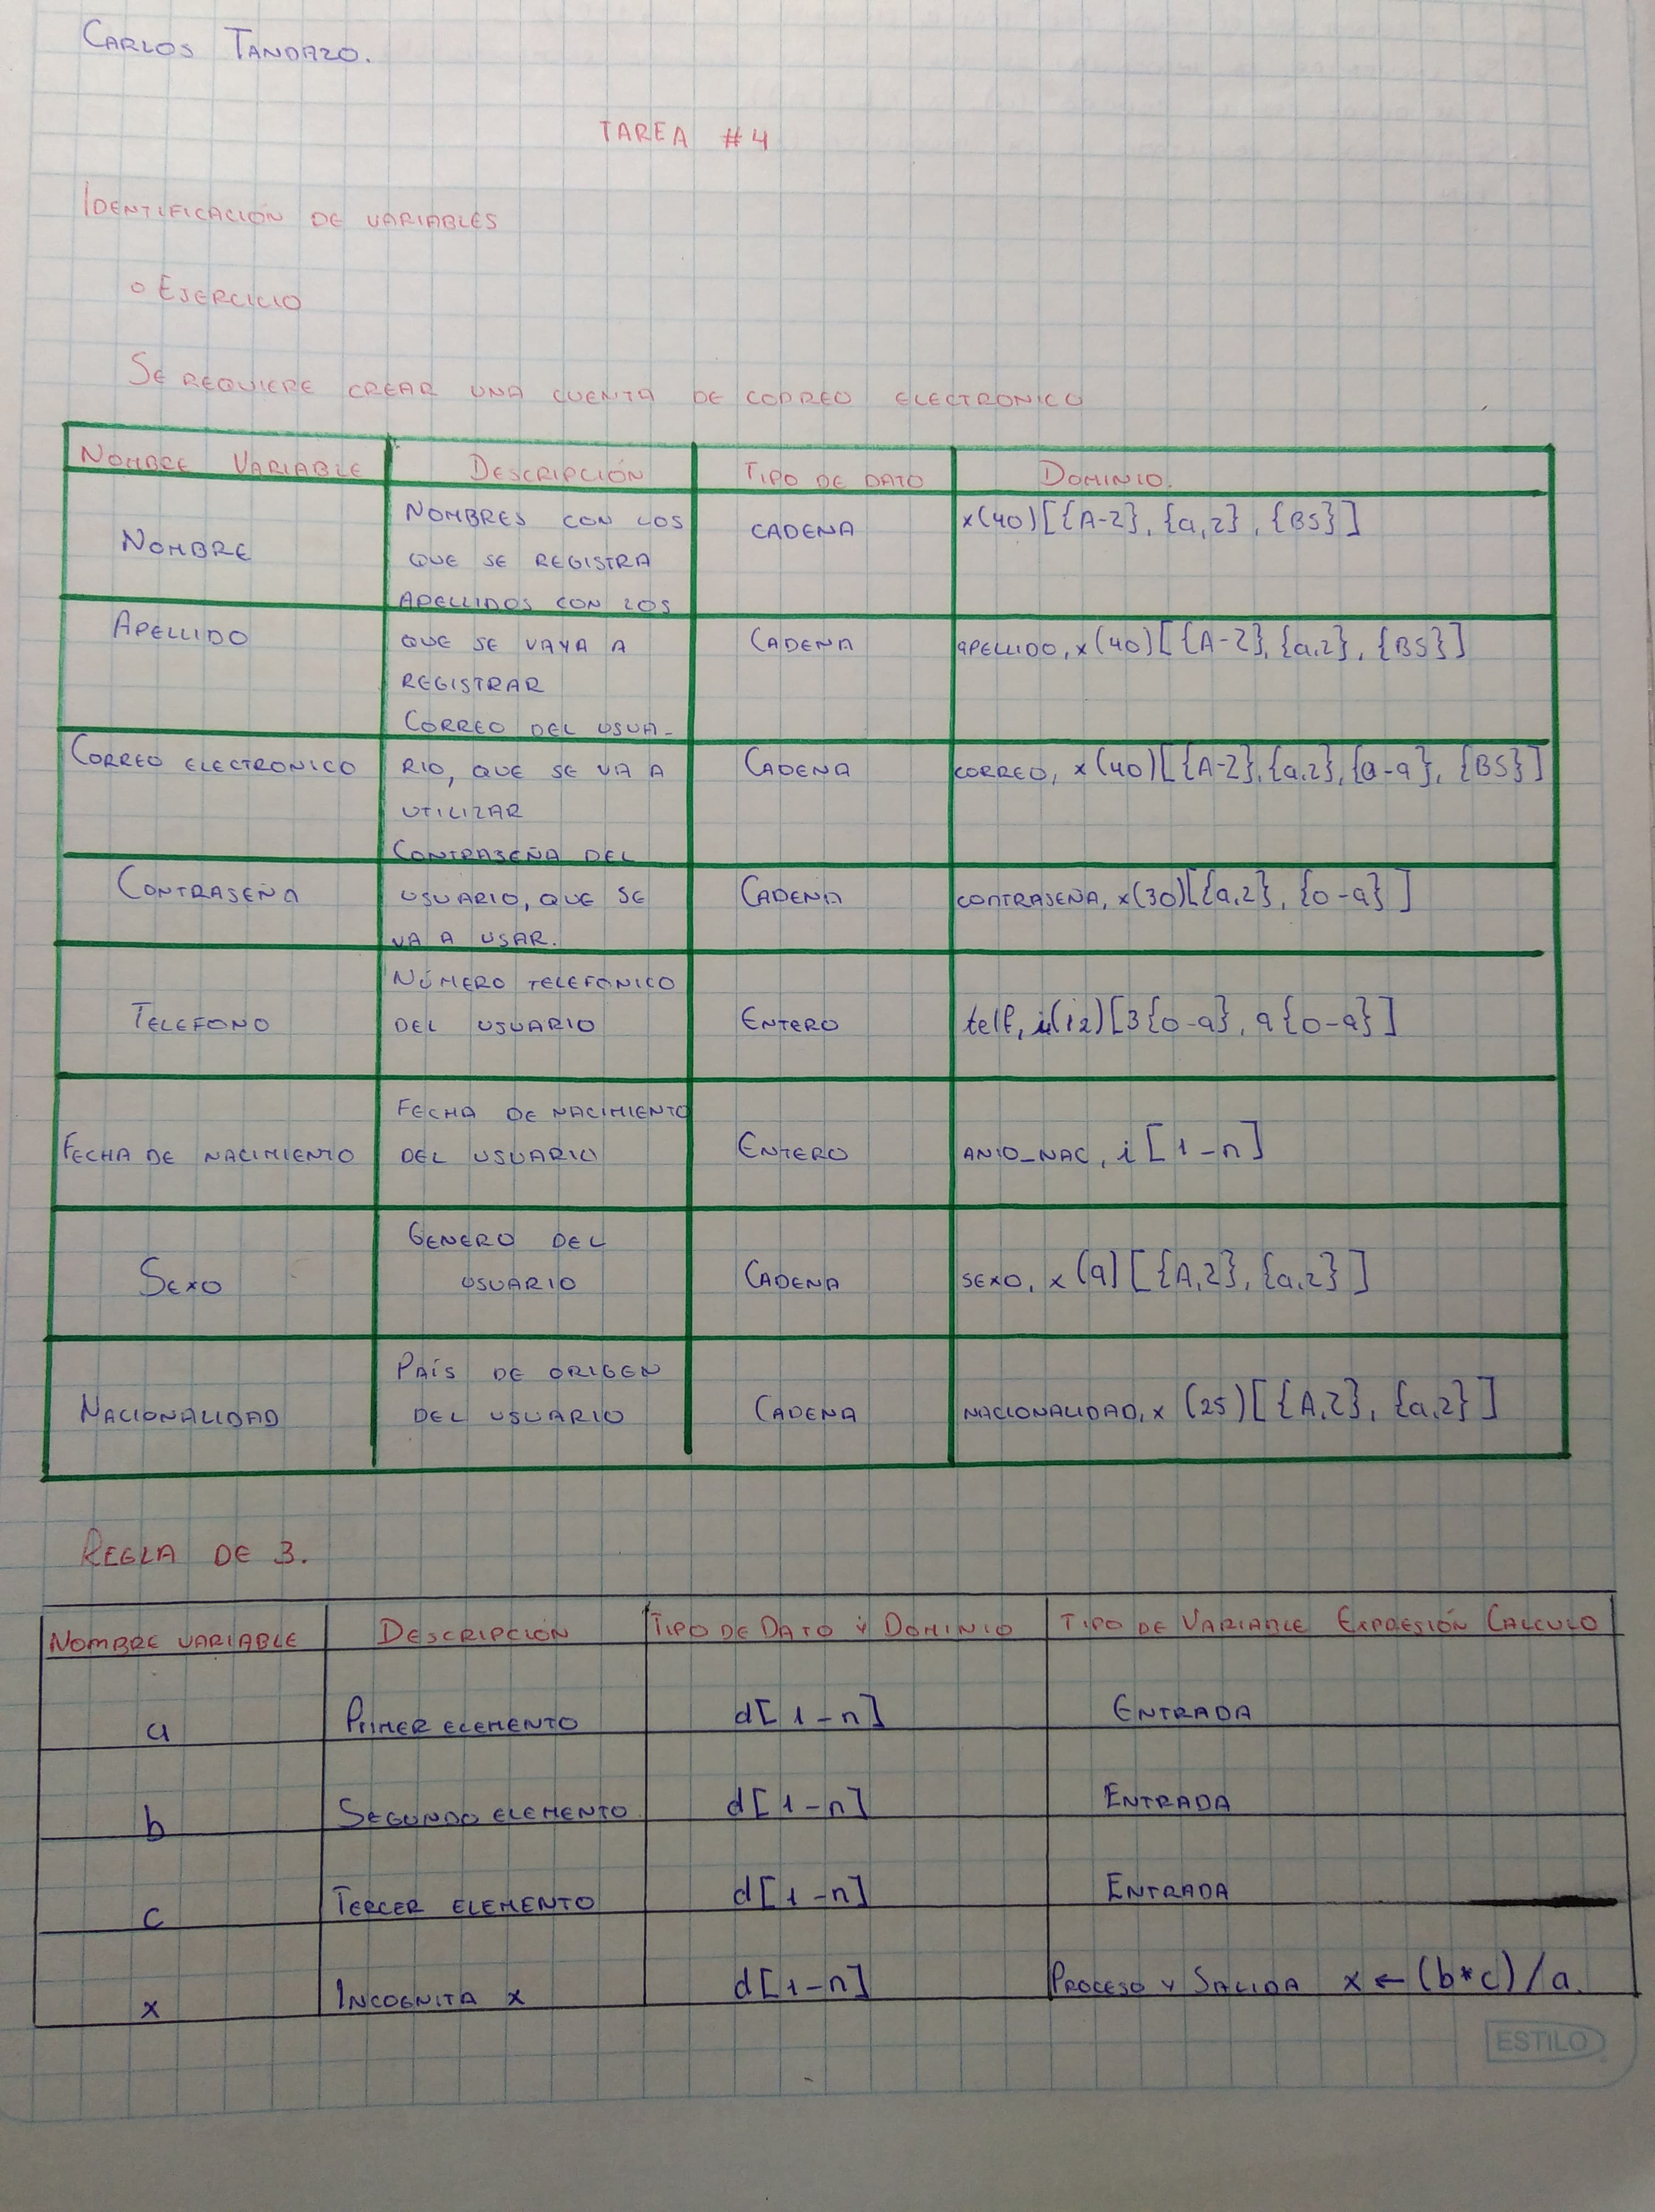 CARLOS TANDAZO.
TAREA #4
IDENTIFICACIÓN DE VARIABLES
o EJERCICIO
SE REQUIERE CREAR UNA CUENTA DE CORREO ELECTRONICO
NOMBRE VARIABLE DESCRIPCIÓN TIPO DE DATO DOMINIO.
NOMBRE NOMBRES CON LOS CADENA x(40)[{A-Z}, {a,z}, {BS}]
QUE SE REGISTRA
APELLIDO APELLIDOS CON LOS CADENA APELLIDO, x(40)[{A-Z}, {a,z}, {BS}]
QUE SE VAYA A
REGISTRAR
CORREO ELECTRONICO CORREO DEL USUA- CADENA CORREO, x(40)[{A-Z},{a,z},{0-9}, {BS}]
RIO, QUE SE VA A
UTILIZAR
CONTRASEÑA CONTRASEÑA DEL CADENA CONTRASEÑA, x(30)[{a,z}, {0-9}]
USUARIO, QUE SE
VA A USAR.
TELEFONO NÚMERO TELEFÓNICO ENTERO telf, i(12)[3{0-9}, 9{0-9}]
DEL USUARIO
FECHA DE NACIMIENTO FECHA DE NACIMIENTO ENTERO ANIO_NAC, i[1-n]
DEL USUARIO
SEXO GENERO DEL CADENA SEXO, x(9)[{A,Z}, {a,z}]
USUARIO
NACIONALIDAD PAÍS DE ORIGEN CADENA NACIONALIDAD, x (25)[{A,Z}, {a,z}]
DEL USUARIO
REGLA DE 3.
NOMBRE VARIABLE DESCRIPCIÓN TIPO DE DATO Y DOMINIO TIPO DE VARIABLE EXPRESIÓN CALCULO
a PRIMER ELEMENTO d[1-n] ENTRADA
b SEGUNDO ELEMENTO d[1-n] ENTRADA
c TERCER ELEMENTO d[1-n] ENTRADA
x INCOGNITA x d[1-n] PROCESO Y SALIDA x ← (b*c)/a.
ESTILO